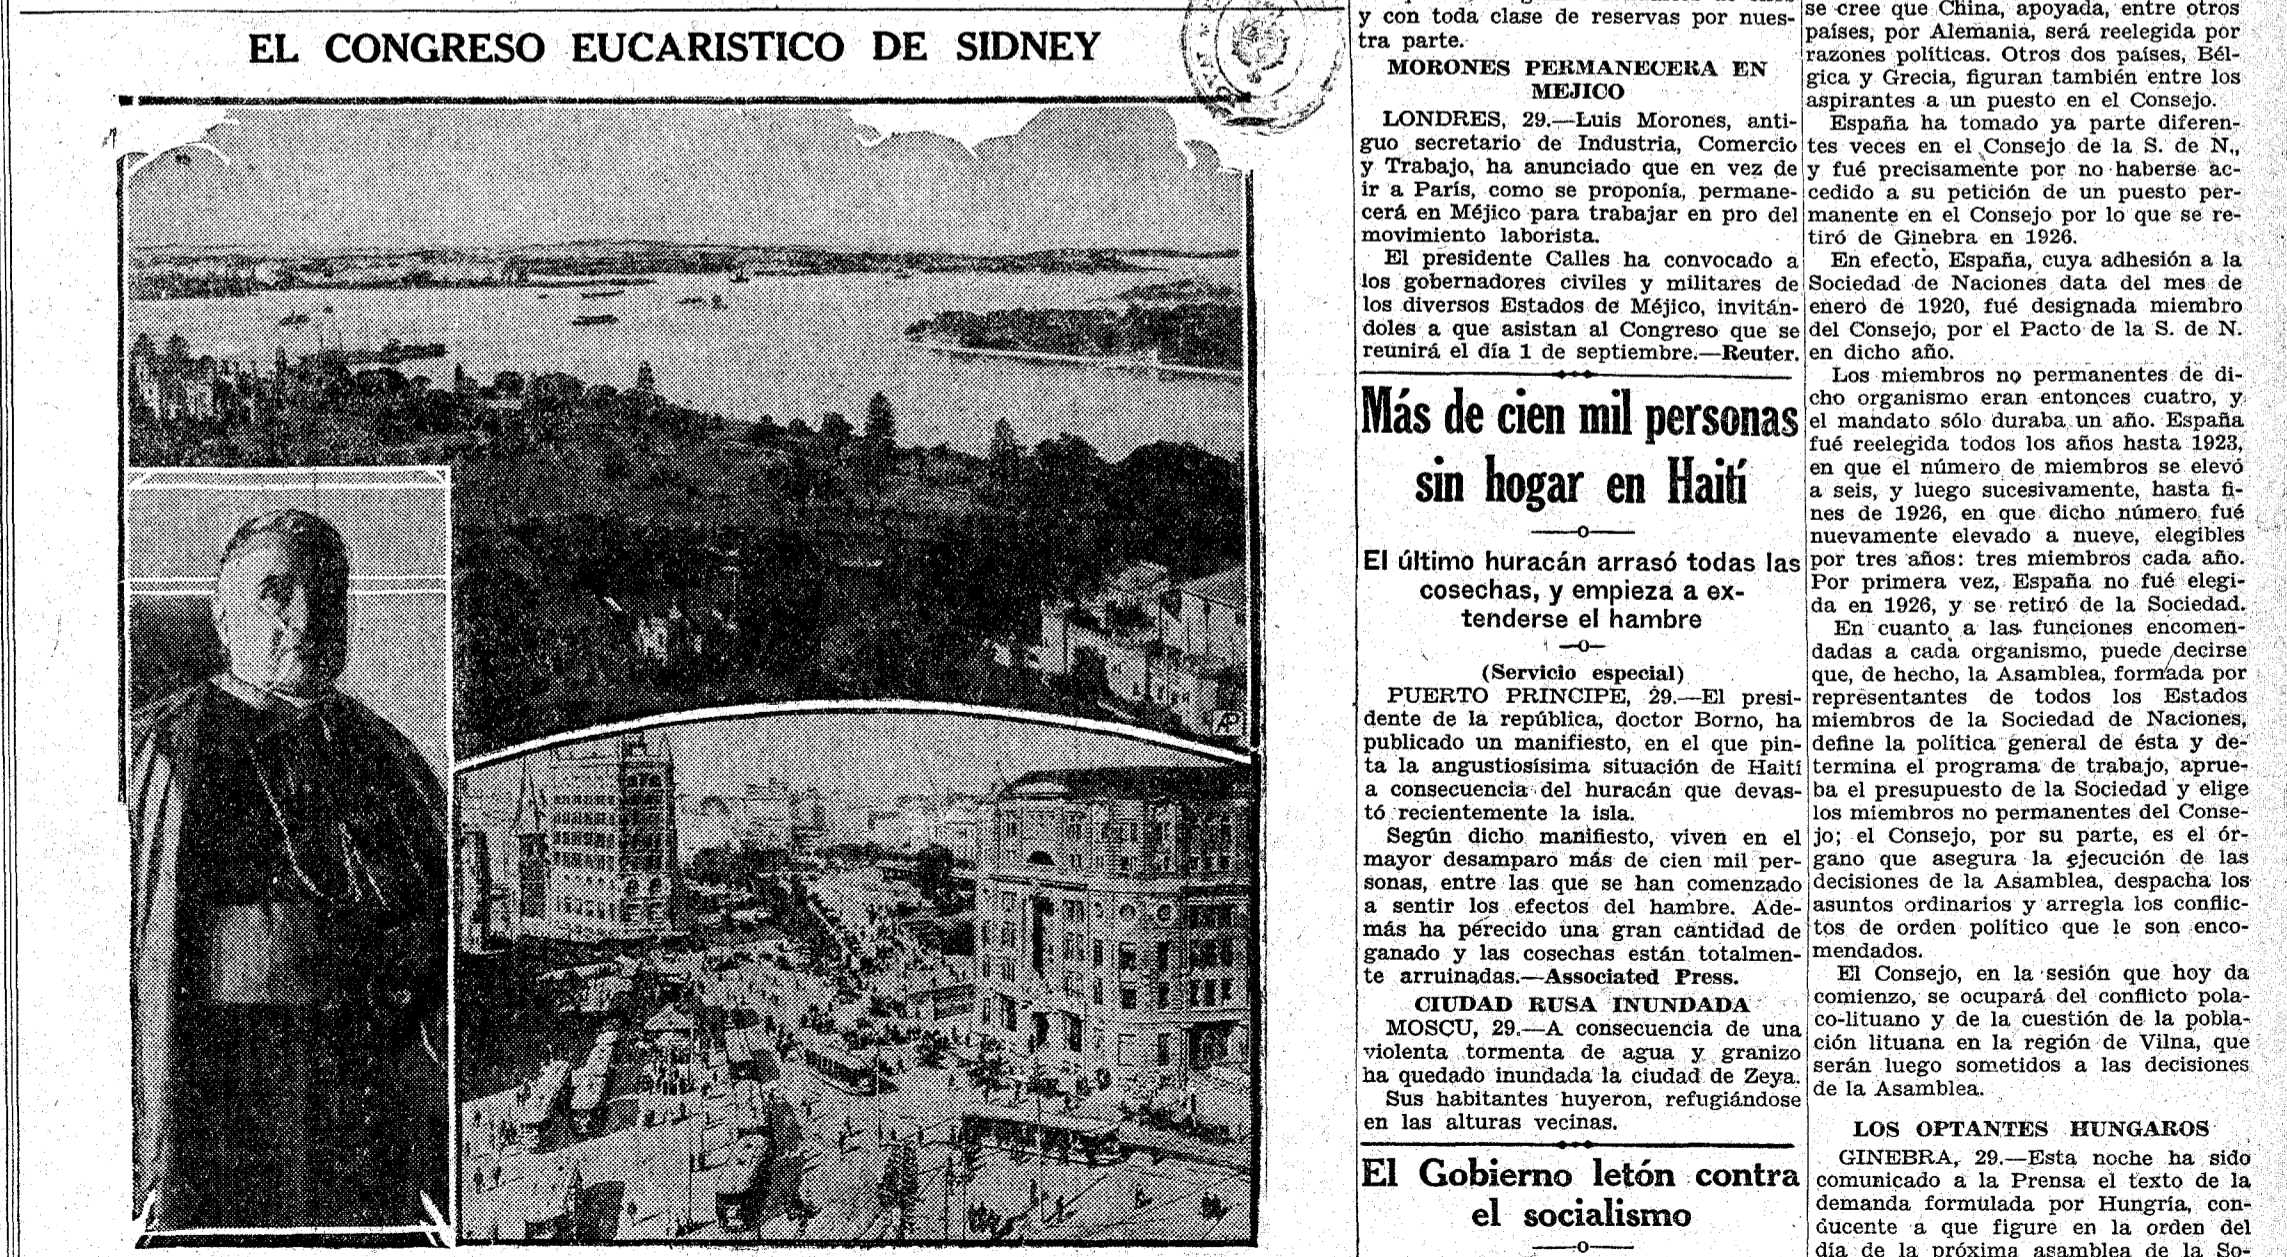 EL CONGRESO EUCARISTICO DE SIDNEY
AP
y con toda clase de reservas por nues-
tra parte.
MORONES PERMANECERA EN
MEJICO
LONDRES, 29.—Luis Morones, anti-
guo secretario de Industria, Comercio
y Trabajo, ha anunciado que en vez de
ir a París, como se proponía, permane-
cerá en Méjico para trabajar en pro del
movimiento laborista.
El presidente Calles ha convocado a
los gobernadores civiles y militares de
los diversos Estados de Méjico, invitán-
doles a que asistan al Congreso que se
reunirá el día 1 de septiembre.—Reuter.
Más de cien mil personas
sin hogar en Haití
—o—
El último huracán arrasó todas las
cosechas, y empieza a ex-
tenderse el hambre
—o—
(Servicio especial)
PUERTO PRINCIPE, 29.—El presi-
dente de la república, doctor Borno, ha
publicado un manifiesto, en el que pin-
ta la angustiosísima situación de Haití
a consecuencia del huracán que devas-
tó recientemente la isla.
Según dicho manifiesto, viven en el
mayor desamparo más de cien mil per-
sonas, entre las que se han comenzado
a sentir los efectos del hambre. Ade-
más ha perecido una gran cantidad de
ganado y las cosechas están totalmen-
te arruinadas.—Associated Press.
CIUDAD RUSA INUNDADA
MOSCU, 29.—A consecuencia de una
violenta tormenta de agua y granizo
ha quedado inundada la ciudad de Zeya.
Sus habitantes huyeron, refugiándose
en las alturas vecinas.
El Gobierno letón contra
el socialismo
—o—
se cree que China, apoyada, entre otros
países, por Alemania, será reelegida por
razones políticas. Otros dos países, Bél-
gica y Grecia, figuran también entre los
aspirantes a un puesto en el Consejo.
España ha tomado ya parte diferen-
tes veces en el Consejo de la S. de N.,
y fué precisamente por no haberse ac-
cedido a su petición de un puesto per-
manente en el Consejo por lo que se re-
tiró de Ginebra en 1926.
En efecto, España, cuya adhesión a la
Sociedad de Naciones data del mes de
enero de 1920, fué designada miembro
del Consejo, por el Pacto de la S. de N.
en dicho año.
Los miembros no permanentes de di-
cho organismo eran entonces cuatro, y
el mandato sólo duraba un año. España
fué reelegida todos los años hasta 1923,
en que el número de miembros se elevó
a seis, y luego sucesivamente, hasta fi-
nes de 1926, en que dicho número fué
nuevamente elevado a nueve, elegibles
por tres años: tres miembros cada año.
Por primera vez, España no fué elegi-
da en 1926, y se retiró de la Sociedad.
En cuanto a las funciones encomen-
dadas a cada organismo, puede decirse
que, de hecho, la Asamblea, formada por
representantes de todos los Estados
miembros de la Sociedad de Naciones,
define la política general de ésta y de-
termina el programa de trabajo, aprue-
ba el presupuesto de la Sociedad y elige
los miembros no permanentes del Conse-
jo; el Consejo, por su parte, es el ór-
gano que asegura la ejecución de las
decisiones de la Asamblea, despacha los
asuntos ordinarios y arregla los conflic-
tos de orden político que le son enco-
mendados.
El Consejo, en la sesión que hoy da
comienzo, se ocupará del conflicto pola-
co-lituano y de la cuestión de la pobla-
ción lituana en la región de Vilna, que
serán luego sometidos a las decisiones
de la Asamblea.
LOS OPTANTES HUNGAROS
GINEBRA, 29.—Esta noche ha sido
comunicado a la Prensa el texto de la
demanda formulada por Hungría, con-
ducente a que figure en la orden del
día de la próxima asamblea de la So-